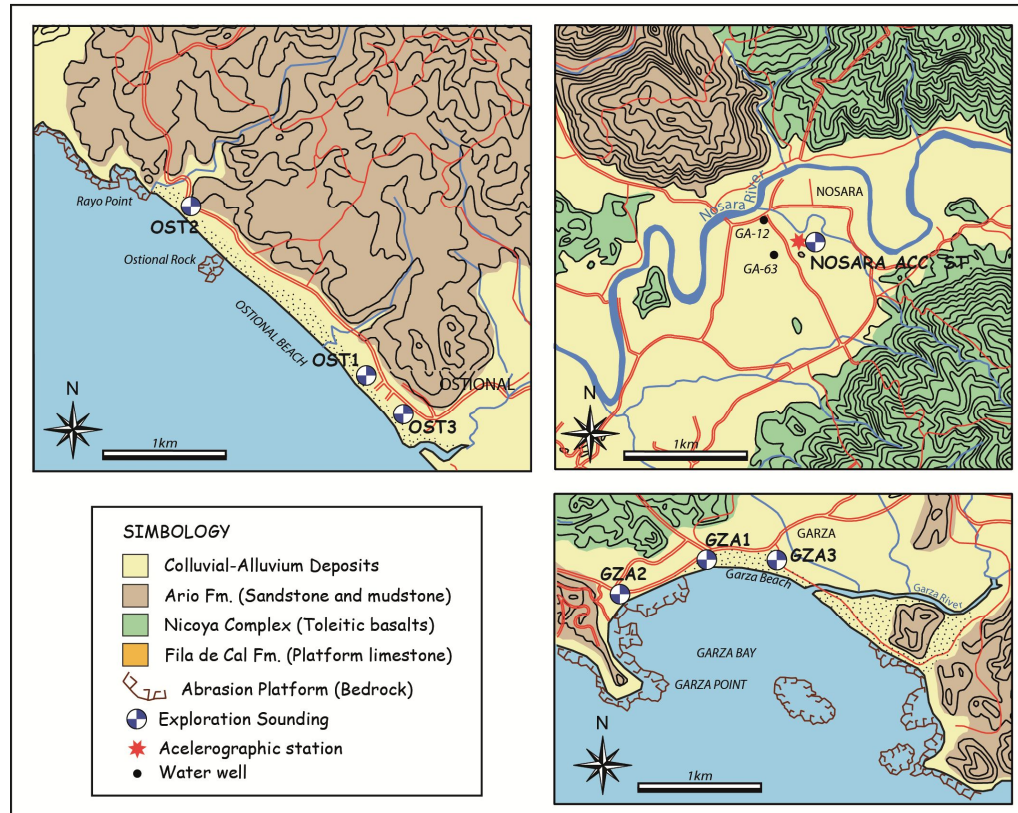 Rayo Point
OST2
Ostional Rock
OSTIONAL BEACH
OST1
OSTIONAL
OST3
N
1km
Nosara River
NOSARA
GA-12
GA-63
NOSARA ACC. ST.
N
1km
SIMBOLOGY
Colluvial-Alluvium Deposits
Ario Fm. (Sandstone and mudstone)
Nicoya Complex (Toleitic basalts)
Fila de Cal Fm. (Platform limestone)
Abrasion Platform (Bedrock)
Exploration Sounding
Acelerographic station
Water well
GZA1
GARZA
GZA3
GZA2
Garza Beach
Garza River
GARZA BAY
GARZA POINT
N
1km